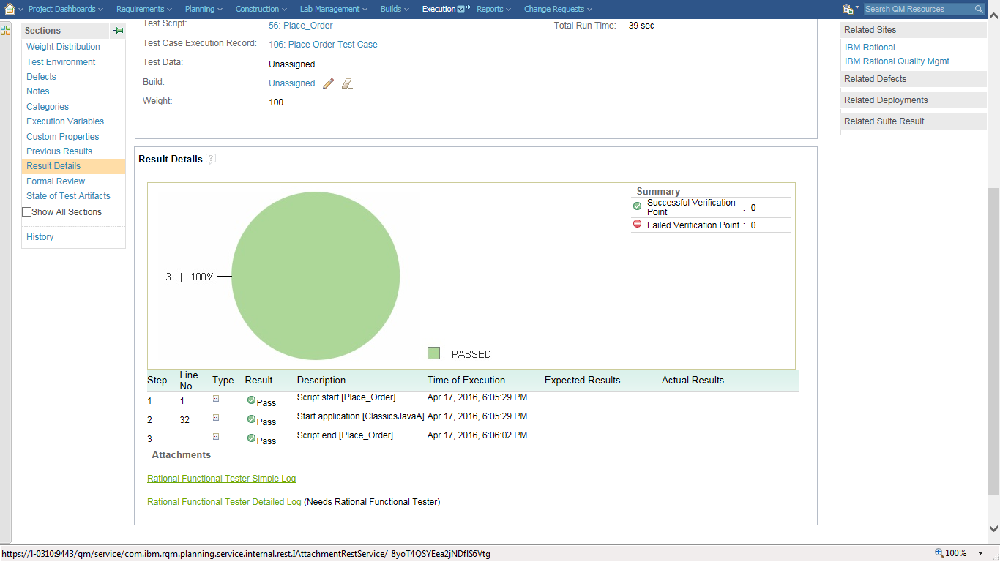 Project Dashboards Requirements Planning Construction Lab Management Builds Execution * Reports Change Requests Search QM Resources
Sections
Weight Distribution
Test Environment
Defects
Notes
Categories
Execution Variables
Custom Properties
Previous Results
Result Details
Formal Review
State of Test Artifacts
Show All Sections
History
Test Script: 56: Place_Order Total Run Time: 39 sec
Test Case Execution Record: 106: Place Order Test Case
Test Data: Unassigned
Build: Unassigned
Weight: 100
Related Sites
IBM Rational
IBM Rational Quality Mgmt
Related Defects
Related Deployments
Related Suite Result
Result Details ?
Summary
Successful Verification
Point : 0
Failed Verification Point : 0
3 | 100%
PASSED
Step Line No Type Result Description Time of Execution Expected Results Actual Results
1 1 Pass Script start [Place_Order] Apr 17, 2016, 6:05:29 PM
2 32 Pass Start application [ClassicsJavaA] Apr 17, 2016, 6:05:29 PM
3 Pass Script end [Place_Order] Apr 17, 2016, 6:06:02 PM
Attachments
Rational Functional Tester Simple Log
Rational Functional Tester Detailed Log (Needs Rational Functional Tester)
https://l-0310:9443/qm/service/com.ibm.rqm.planning.service.internal.rest.IAttachmentRestService/_8yoT4QSYEea2jNDflS6Vtg 100%